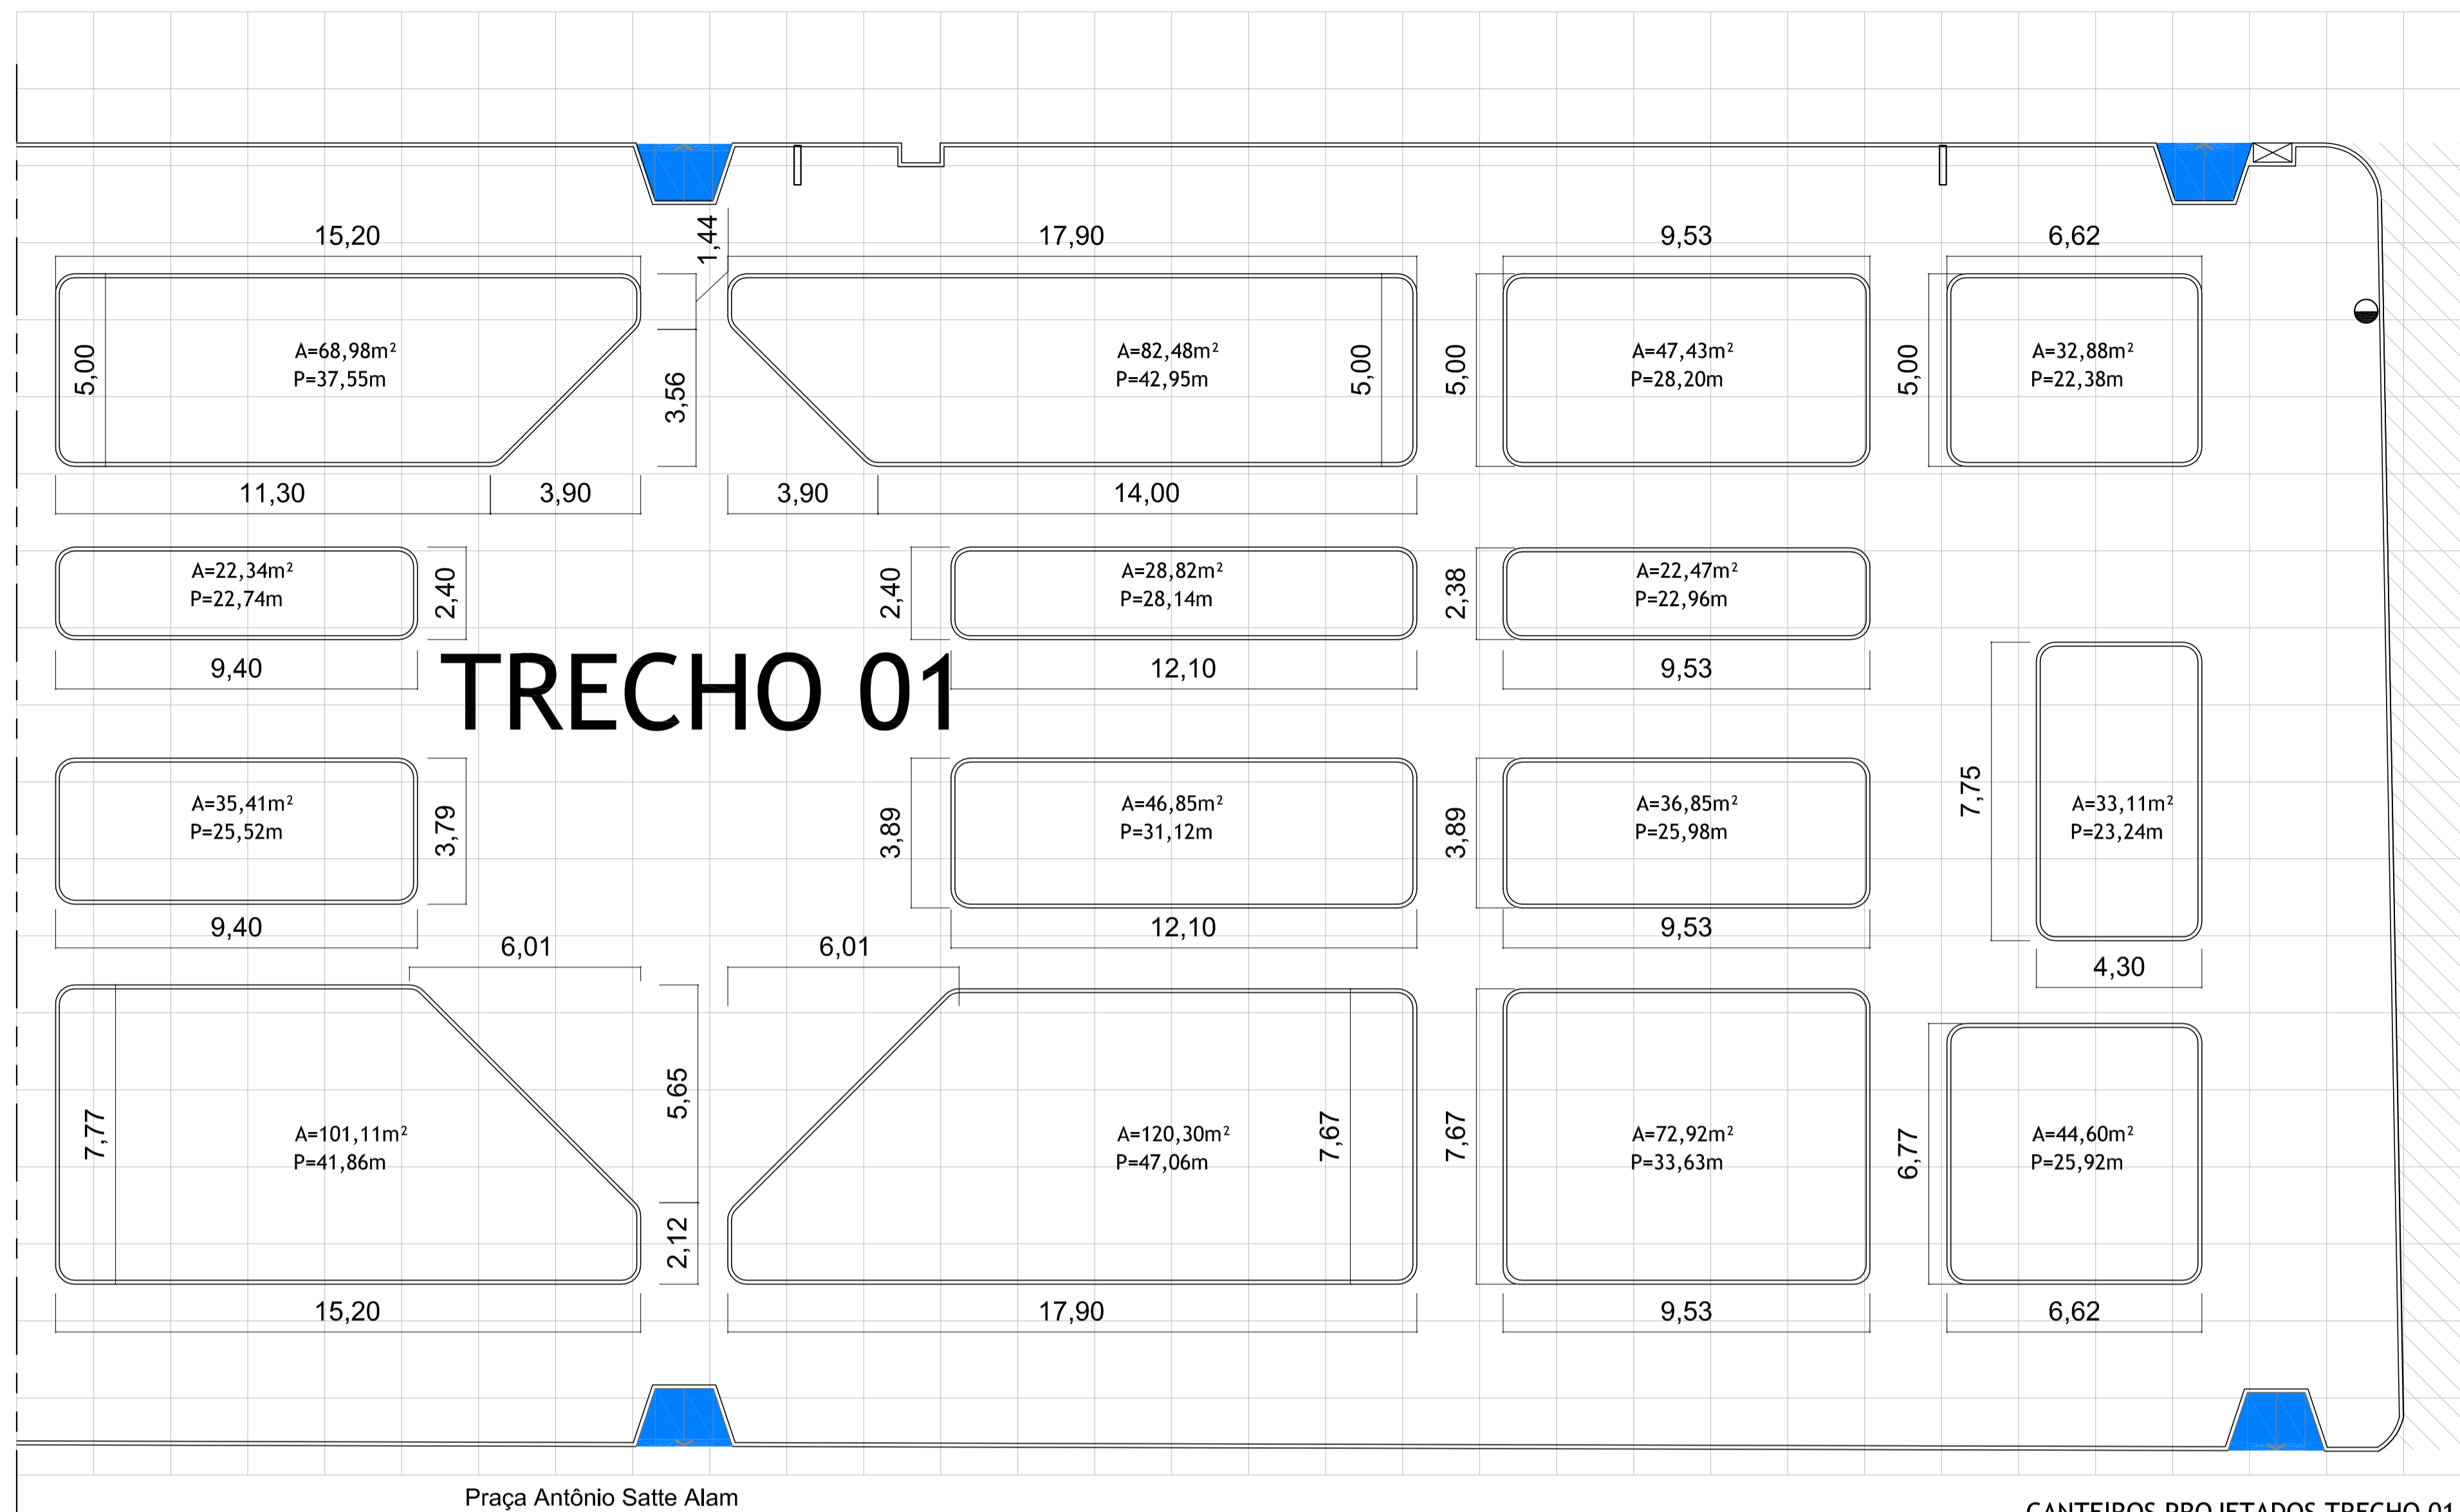 1,44
15,20
17,90
9,53
6,62
5,00
A=68,98m²
P=37,55m
3,56
A=82,48m²
P=42,95m
5,00
5,00
A=47,43m²
P=28,20m
5,00
A=32,88m²
P=22,38m
11,30
3,90
3,90
14,00
A=22,34m²
P=22,74m
2,40
2,40
A=28,82m²
P=28,14m
2,38
A=22,47m²
P=22,96m
9,40
12,10
9,53
TRECHO 01
A=35,41m²
P=25,52m
3,79
3,89
A=46,85m²
P=31,12m
3,89
A=36,85m²
P=25,98m
7,75
A=33,11m²
P=23,24m
9,40
12,10
9,53
6,01
6,01
4,30
7,77
A=101,11m²
P=41,86m
5,65
2,12
A=120,30m²
P=47,06m
7,67
7,67
A=72,92m²
P=33,63m
6,77
A=44,60m²
P=25,92m
15,20
17,90
9,53
6,62
Praça Antônio Satte Alam
CANTEIROS PROJETADOS TRECHO 01